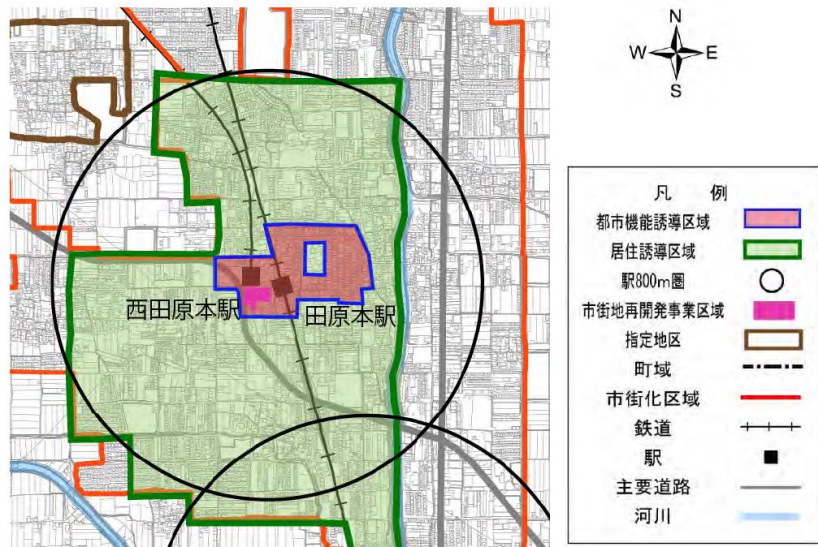 N
W E
S
西田原本駅
田原本駅
凡 例
都市機能誘導区域
居住誘導区域
駅800m圏
市街地再開発事業区域
指定地区
町域
市街化区域
鉄道
駅
主要道路
河川